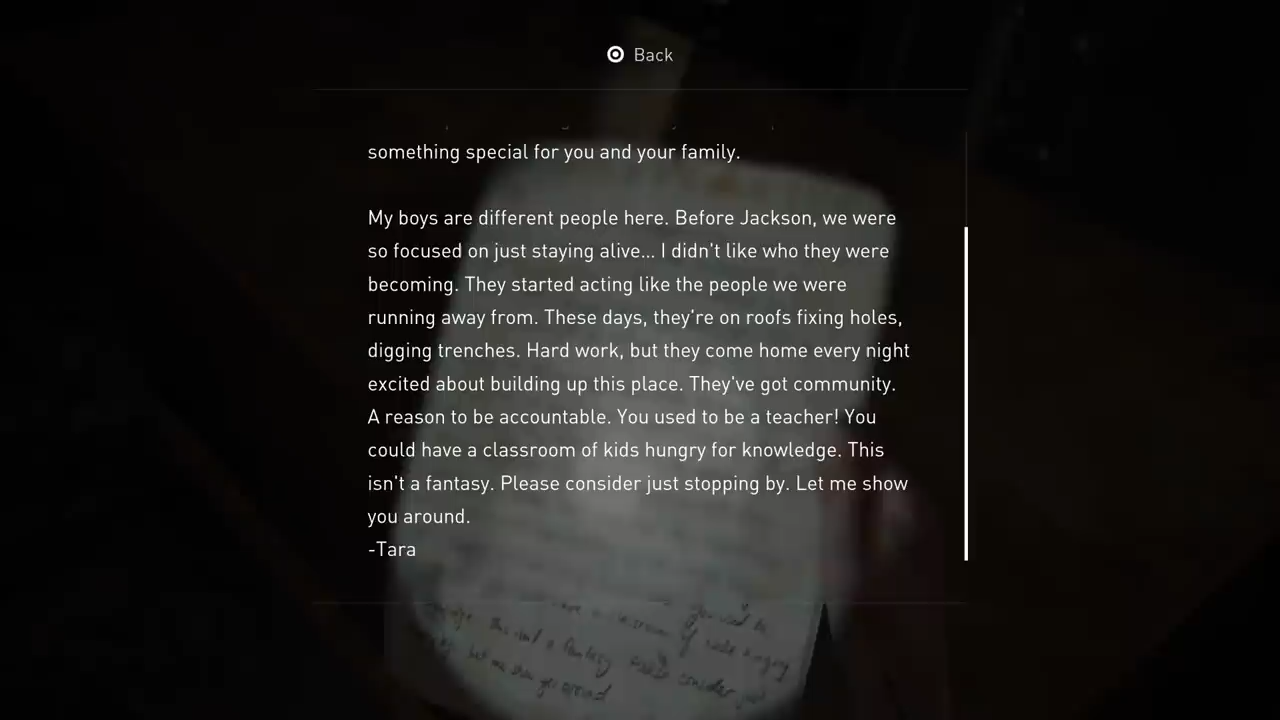 Back
something special for you and your family.
My boys are different people here. Before Jackson, we were
so focused on just staying alive... I didn't like who they were
becoming. They started acting like the people we were
running away from. These days, they're on roofs fixing holes,
digging trenches. Hard work, but they come home every night
excited about building up this place. They've got community.
A reason to be accountable. You used to be a teacher! You
could have a classroom of kids hungry for knowledge. This
isn't a fantasy. Please consider just stopping by. Let me show
you around.
-Tara